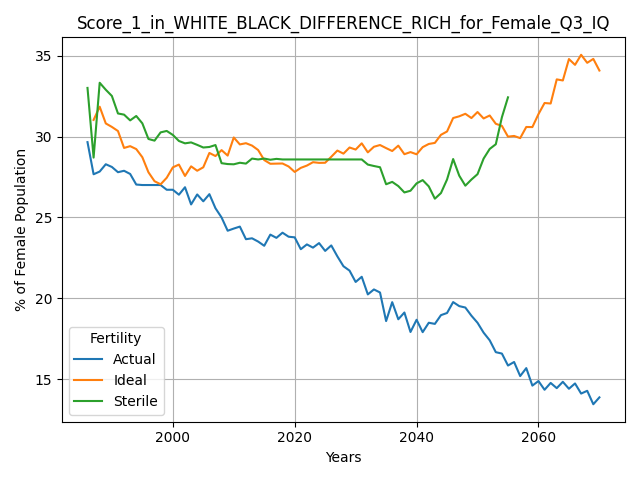 Score_1_in_WHITE_BLACK_DIFFERENCE_RICH_for_Female_Q3_IQ
35
30
25
20
15
% of Female Population
Fertility
Actual
Ideal
Sterile
2000 2020 2040 2060
Years